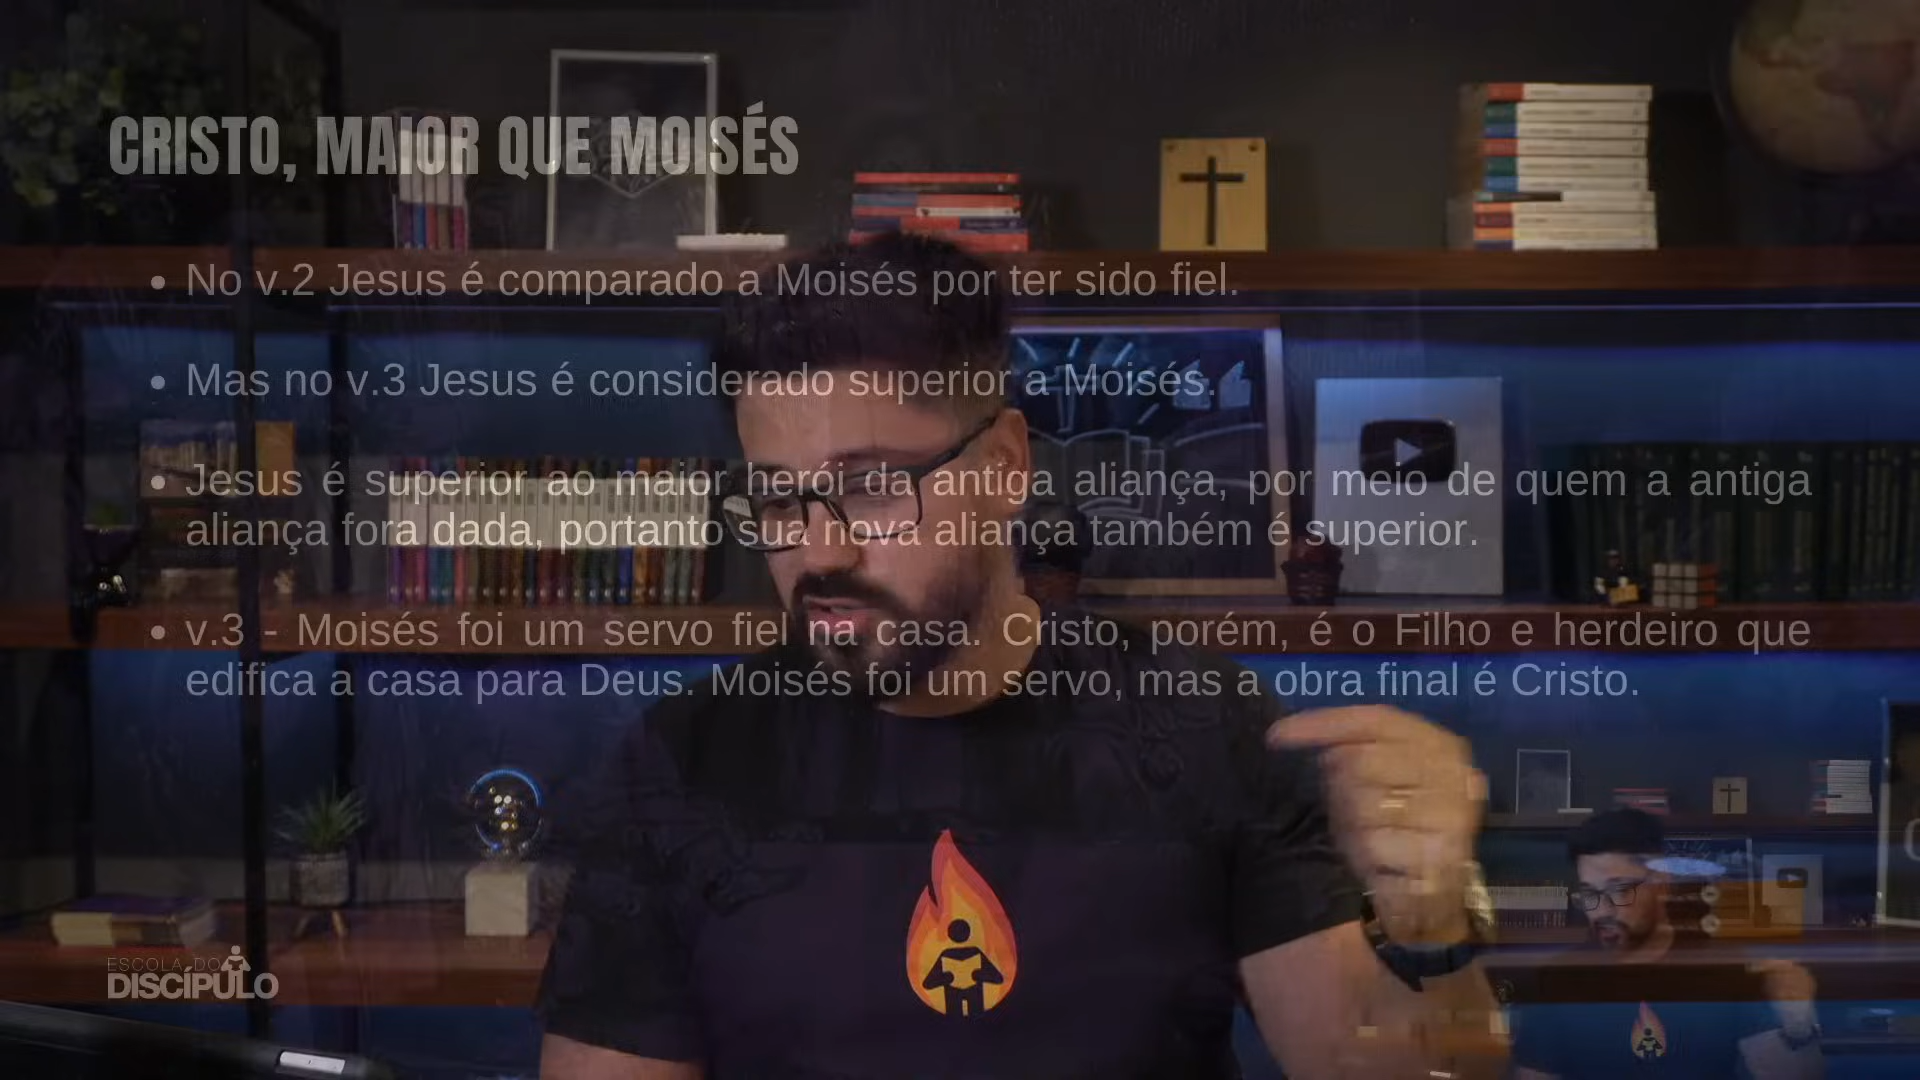 CRISTO, MAIOR QUE MOISÉS
• No v.2 Jesus é comparado a Moisés por ter sido fiel.
• Mas no v.3 Jesus é considerado superior a Moisés.
• Jesus é superior ao maior herói da antiga aliança, por meio de quem a antiga
aliança fora dada, portanto sua nova aliança também é superior.
• v.3 - Moisés foi um servo fiel na casa. Cristo, porém, é o Filho e herdeiro que
edifica a casa para Deus. Moisés foi um servo, mas a obra final é Cristo.
ESCOLA DO
DISCÍPULO